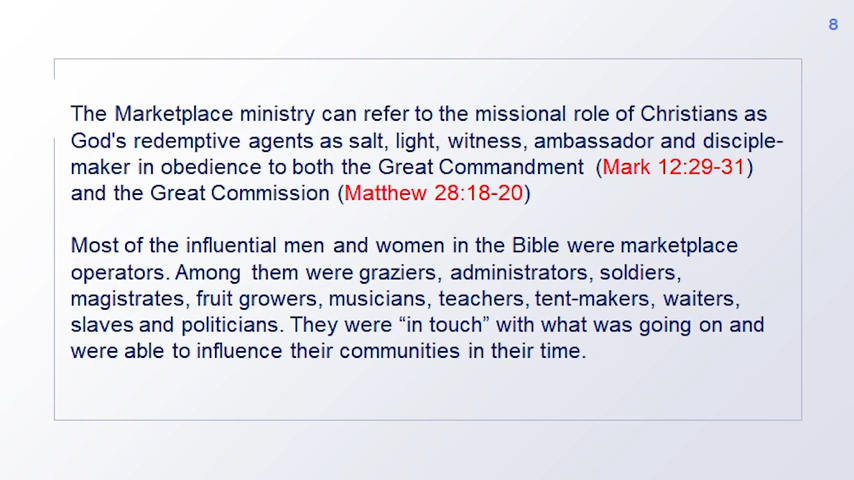 8
The Marketplace ministry can refer to the missional role of Christians as
God's redemptive agents as salt, light, witness, ambassador and disciple-
maker in obedience to both the Great Commandment (Mark 12:29-31)
and the Great Commission (Matthew 28:18-20)
Most of the influential men and women in the Bible were marketplace
operators. Among them were graziers, administrators, soldiers,
magistrates, fruit growers, musicians, teachers, tent-makers, waiters,
slaves and politicians. They were “in touch” with what was going on and
were able to influence their communities in their time.